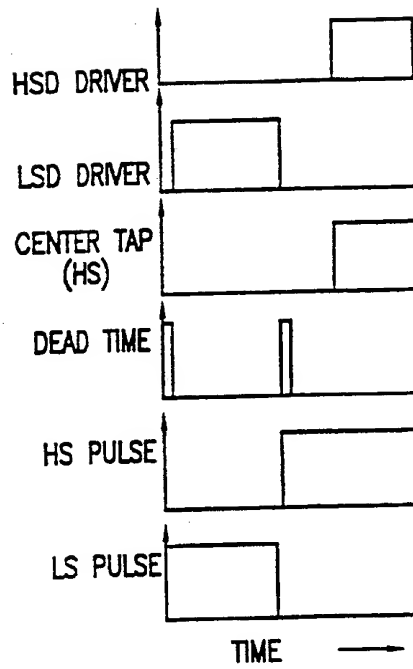 HSD DRIVER
LSD DRIVER
CENTER TAP
(HS)
DEAD TIME
HS PULSE
LS PULSE
TIME